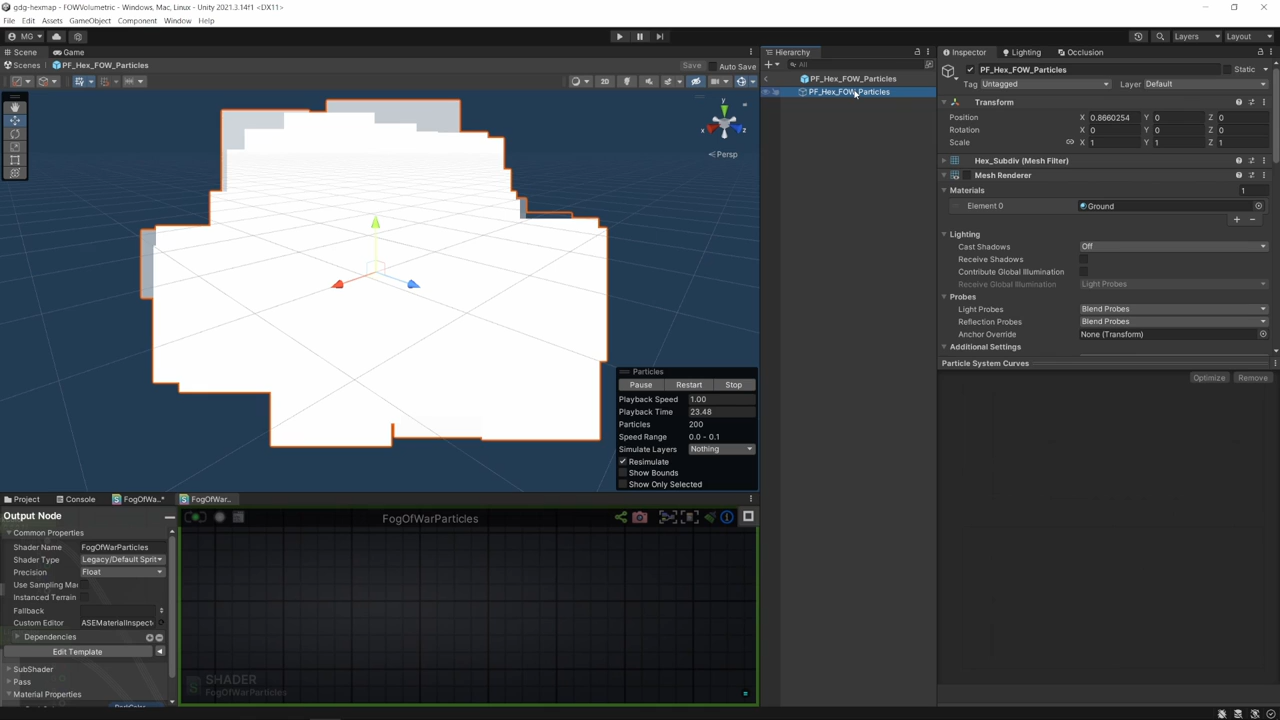 gdg-hexmap - FOWVolumetric - Windows, Mac, Linux - Unity 2021.3.14f1 <DX11>
File Edit Assets GameObject Component Window Help
MG
Layers Layout
Scene Game
Scenes PF_Hex_FOW_Particles
Save Auto Save
2D
y
x z
Persp
Particles
Pause Restart Stop
Playback Speed 1.00
Playback Time 23.48
Particles 200
Speed Range 0.0 - 0.1
Simulate Layers Nothing
Resimulate
Show Bounds
Show Only Selected
Hierarchy
All
PF_Hex_FOW_Particles
PF_Hex_FOW_Particles
Inspector Lighting Occlusion
PF_Hex_FOW_Particles Static
Tag Untagged Layer Default
Transform
Position X 0.8660254 Y 0 Z 0
Rotation X 0 Y 0 Z 0
Scale X 1 Y 1 Z 1
Hex_Subdiv (Mesh Filter)
Mesh Renderer
Materials 1
Element 0 Ground
Lighting
Cast Shadows Off
Receive Shadows
Contribute Global Illumination
Receive Global Illumination Light Probes
Probes
Light Probes Blend Probes
Reflection Probes Blend Probes
Anchor Override None (Transform)
Additional Settings
Particle System Curves
Optimize Remove
Project Console FogOfWa..* FogOfWar..
Output Node
Common Properties
Shader Name FogOfWarParticles
Shader Type Legacy/Default Sprit
Precision Float
Use Sampling Mac
Instanced Terrain
Fallback
Custom Editor ASEMaterialInspect
Dependencies
Edit Template
SubShader
Pass
Material Properties
FogOfWarParticles
SHADER
FogOfWarParticles